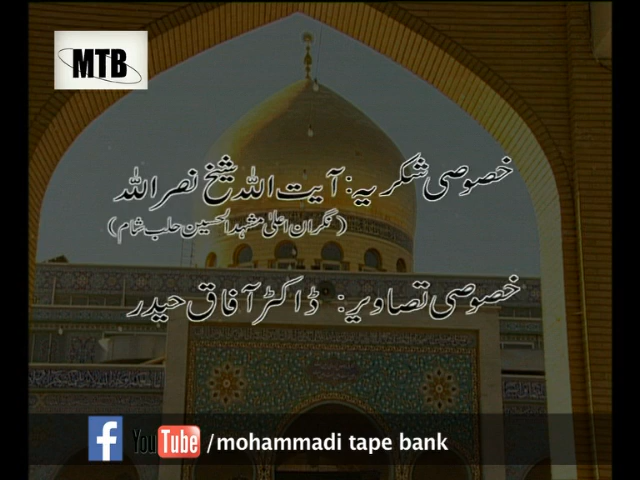 MTB
خصوصی شکریہ: آیت اللہ شیخ نصر اللہ
(نگران اعلیٰ مشہد الحسین حلب شام)
خصوصی تصاویر: ڈاکٹر آفاق حیدر
f YouTube /mohammadi tape bank